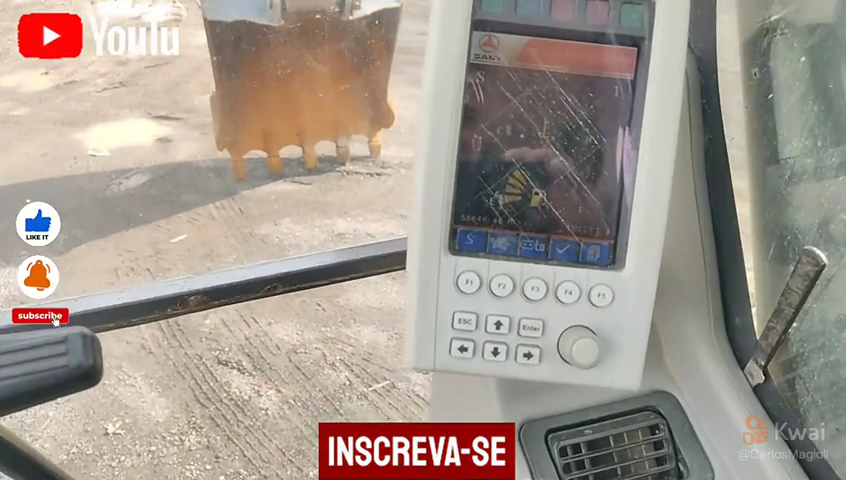 YouTu
SANY
S
LIKE IT
subscribe
F1 F2 F3 F4 F5
ESC
Enter
INSCREVA-SE
Kwai
@CarlosMagioli